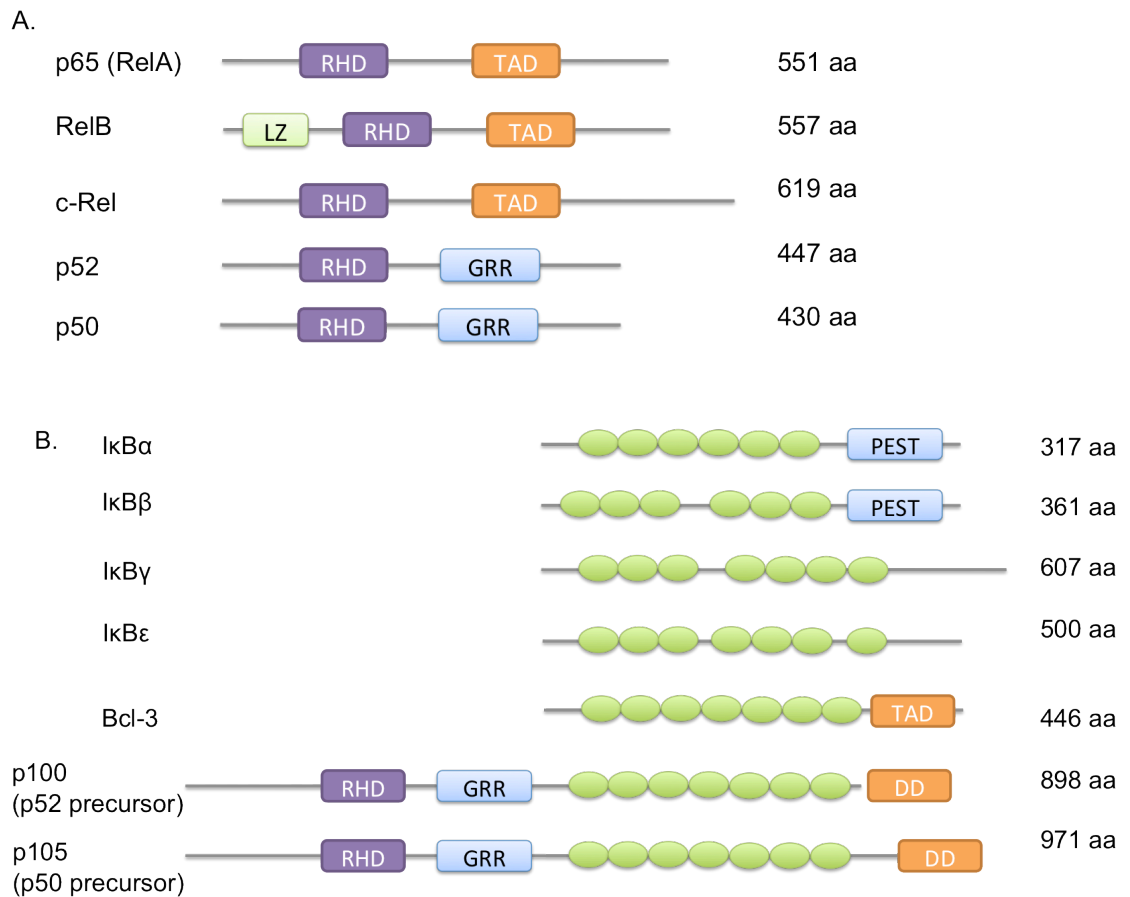 A.
p65 (RelA) RHD TAD 551 aa
RelB LZ RHD TAD 557 aa
c-Rel RHD TAD 619 aa
p52 RHD GRR 447 aa
p50 RHD GRR 430 aa
B. IκBα PEST 317 aa
IκBβ PEST 361 aa
IκBγ 607 aa
IκBε 500 aa
Bcl-3 TAD 446 aa
p100
(p52 precursor) RHD GRR DD 898 aa
p105
(p50 precursor) RHD GRR DD 971 aa